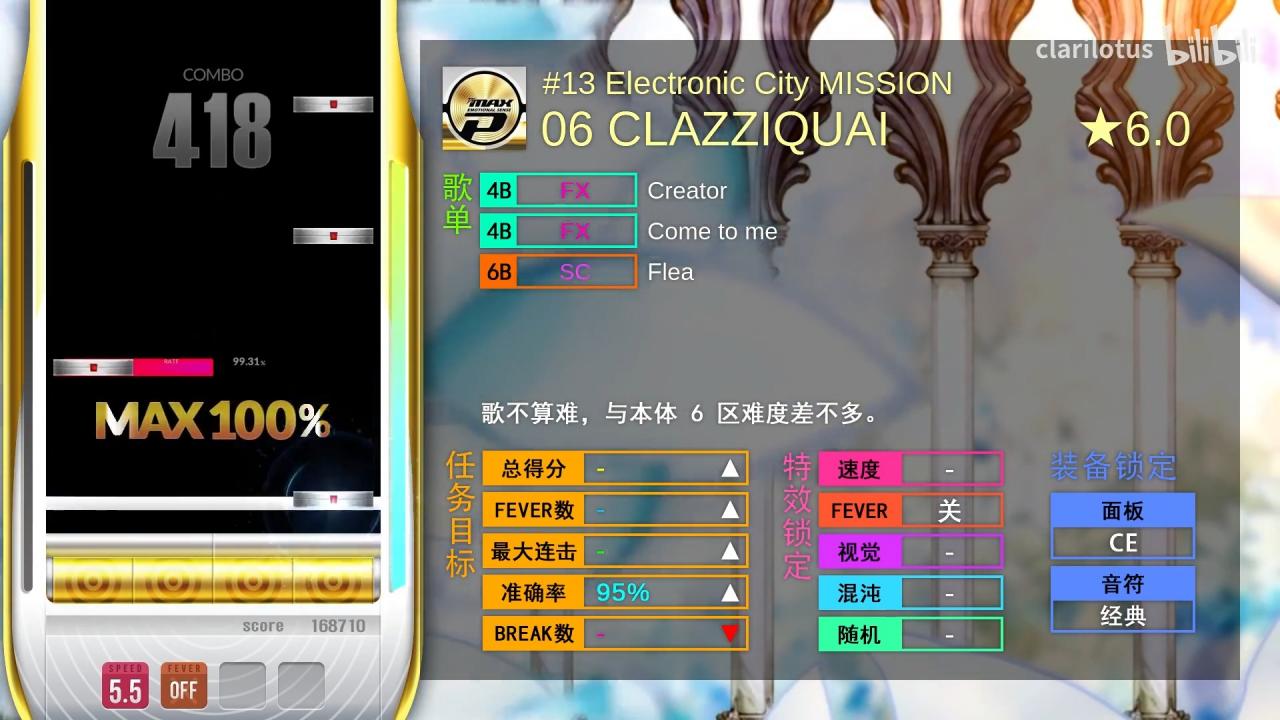 COMBO
418
RATE
99.31%
MAX 100%
score 168710
SPEED
5.5
FEVER
OFF
clarilotus bilibili
MAX
EMOTIONAL SENSE
P
#13 Electronic City MISSION
06 CLAZZIQUAI
★6.0
歌单
4B FX Creator
4B FX Come to me
6B SC Flea
歌不算难，与本体 6 区难度差不多。
任务目标
总得分 - ▲
FEVER数 - ▲
最大连击 - ▲
准确率 95% ▲
BREAK数 - ▼
特效锁定
速度 -
FEVER 关
视觉 -
混沌 -
随机 -
装备锁定
面板
CE
音符
经典